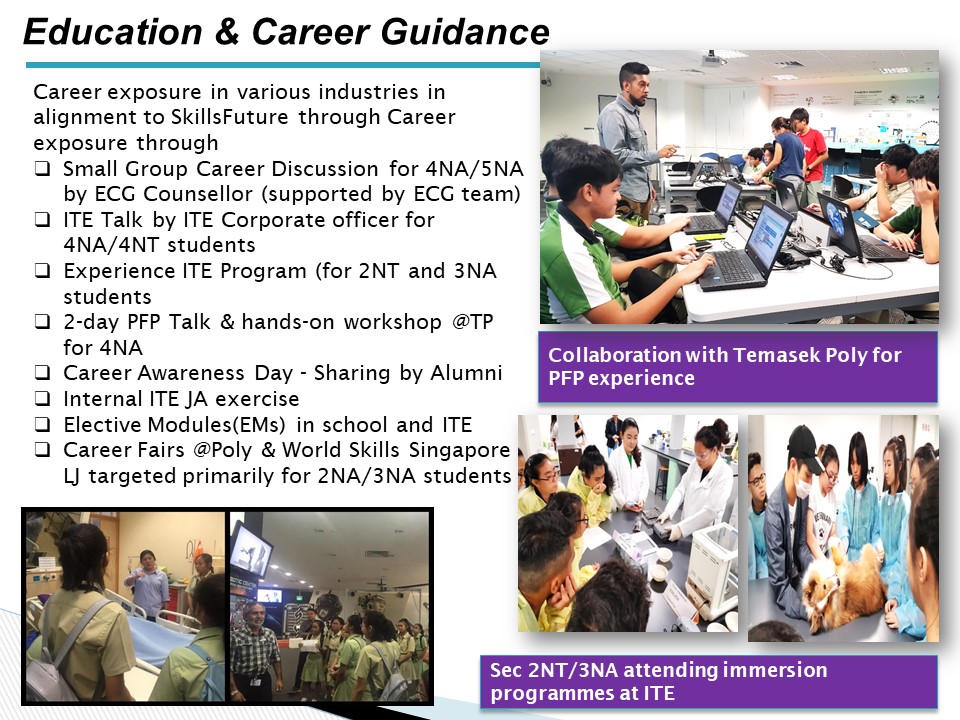 Education & Career Guidance
Career exposure in various industries in
alignment to SkillsFuture through Career
exposure through
❑ Small Group Career Discussion for 4NA/5NA
by ECG Counsellor (supported by ECG team)
❑ ITE Talk by ITE Corporate officer for
4NA/4NT students
❑ Experience ITE Program (for 2NT and 3NA
students
❑ 2-day PFP Talk & hands-on workshop @TP
for 4NA
❑ Career Awareness Day - Sharing by Alumni
❑ Internal ITE JA exercise
❑ Elective Modules(EMs) in school and ITE
❑ Career Fairs @Poly & World Skills Singapore
LJ targeted primarily for 2NA/3NA students
Collaboration with Temasek Poly for
PFP experience
Sec 2NT/3NA attending immersion
programmes at ITE